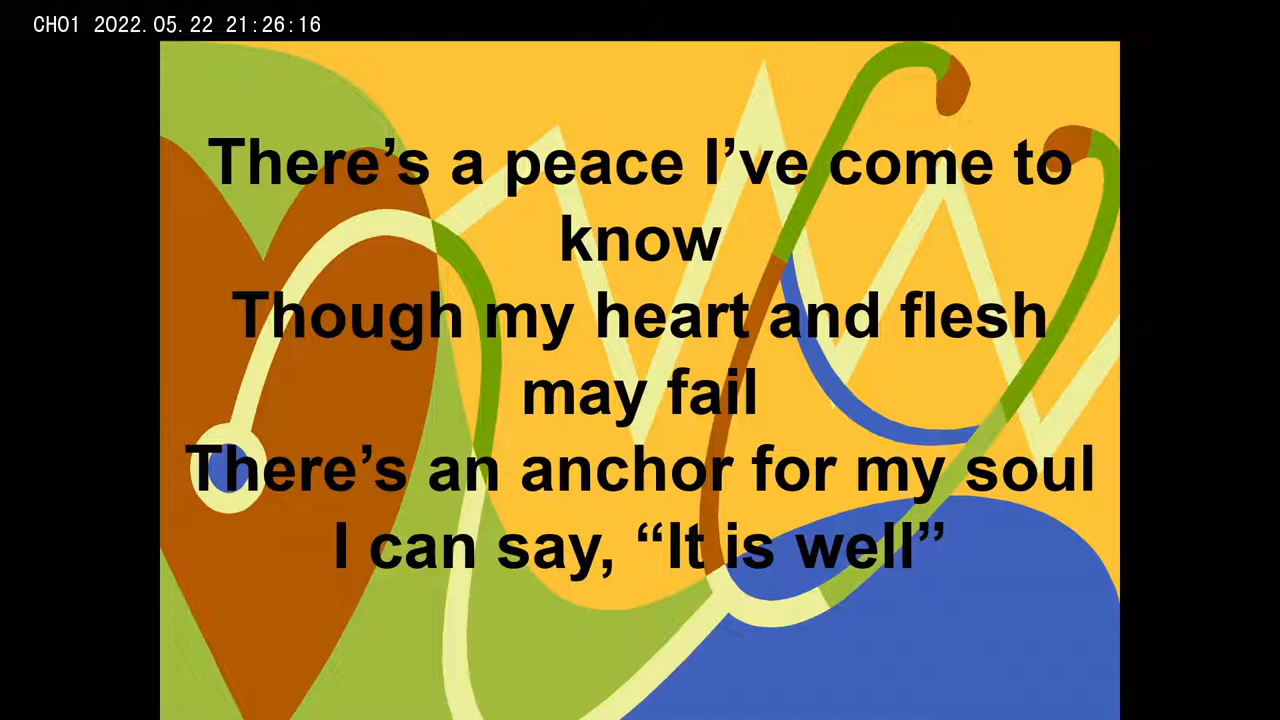 CH01 2022.05.22 21:26:16
There’s a peace I’ve come to
know
Though my heart and flesh
may fail
There’s an anchor for my soul
I can say, “It is well”